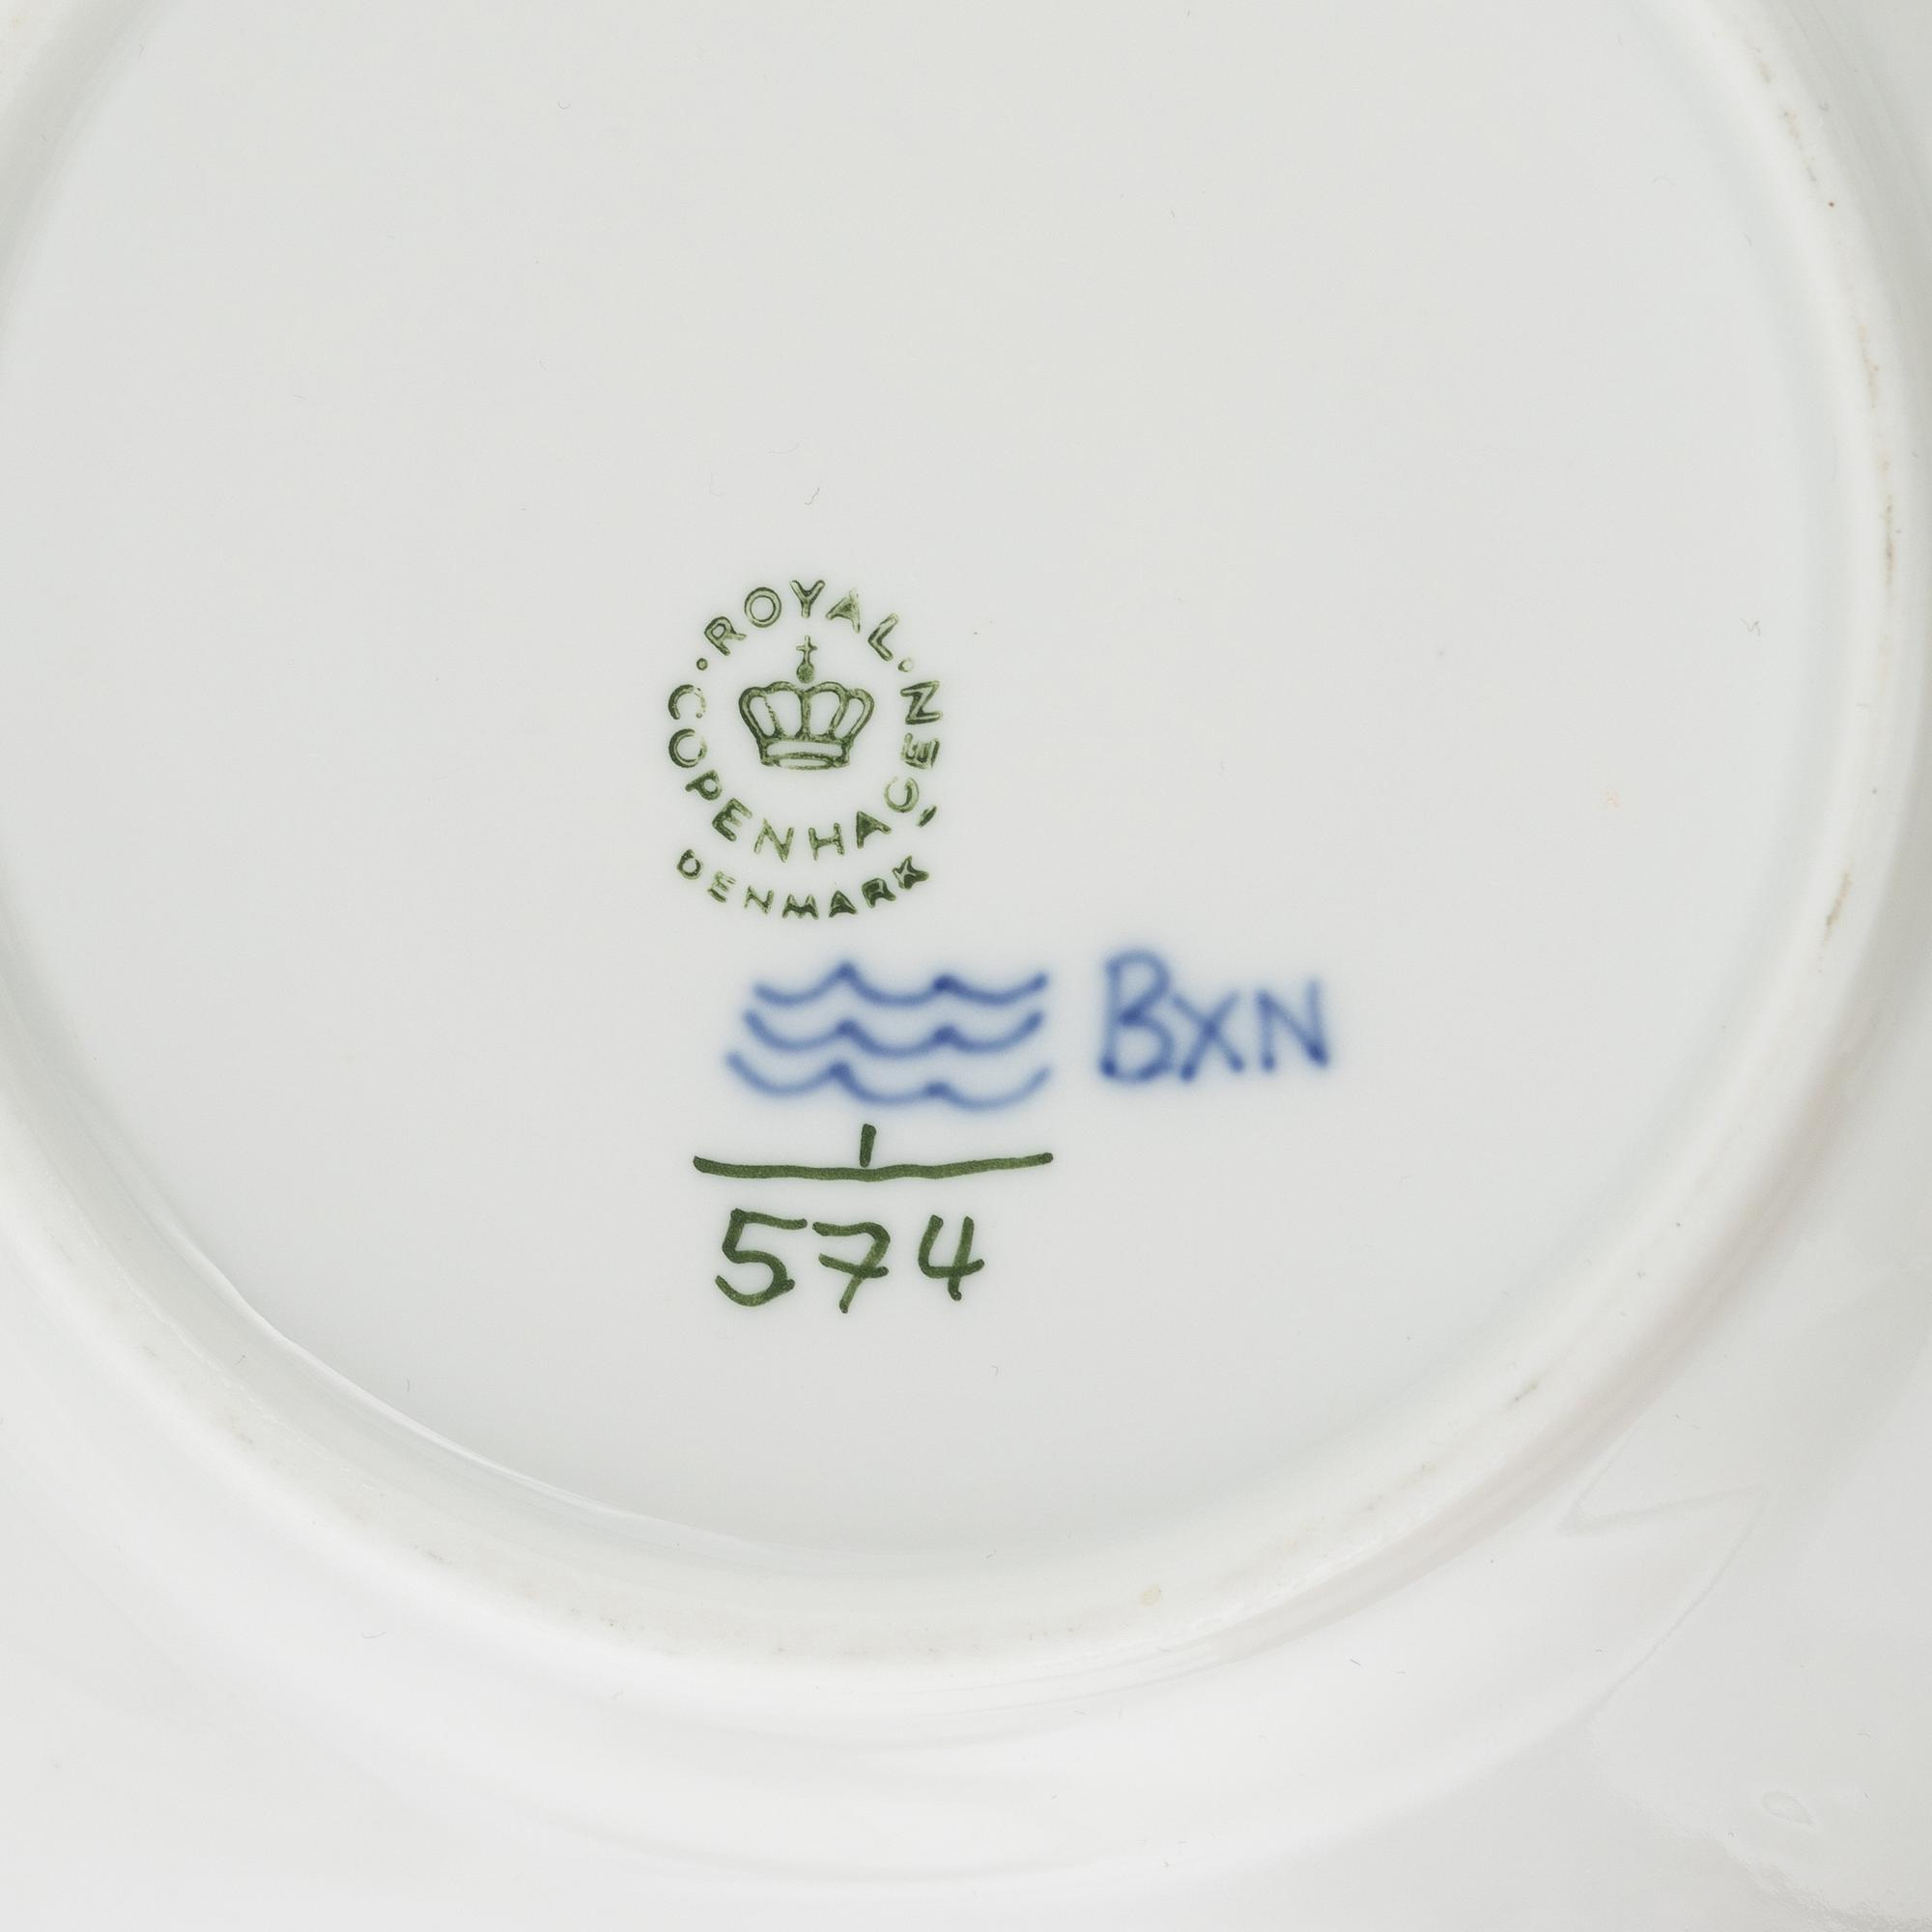 ROYAL
COPENHAGEN
DENMARK
BXN
1
574